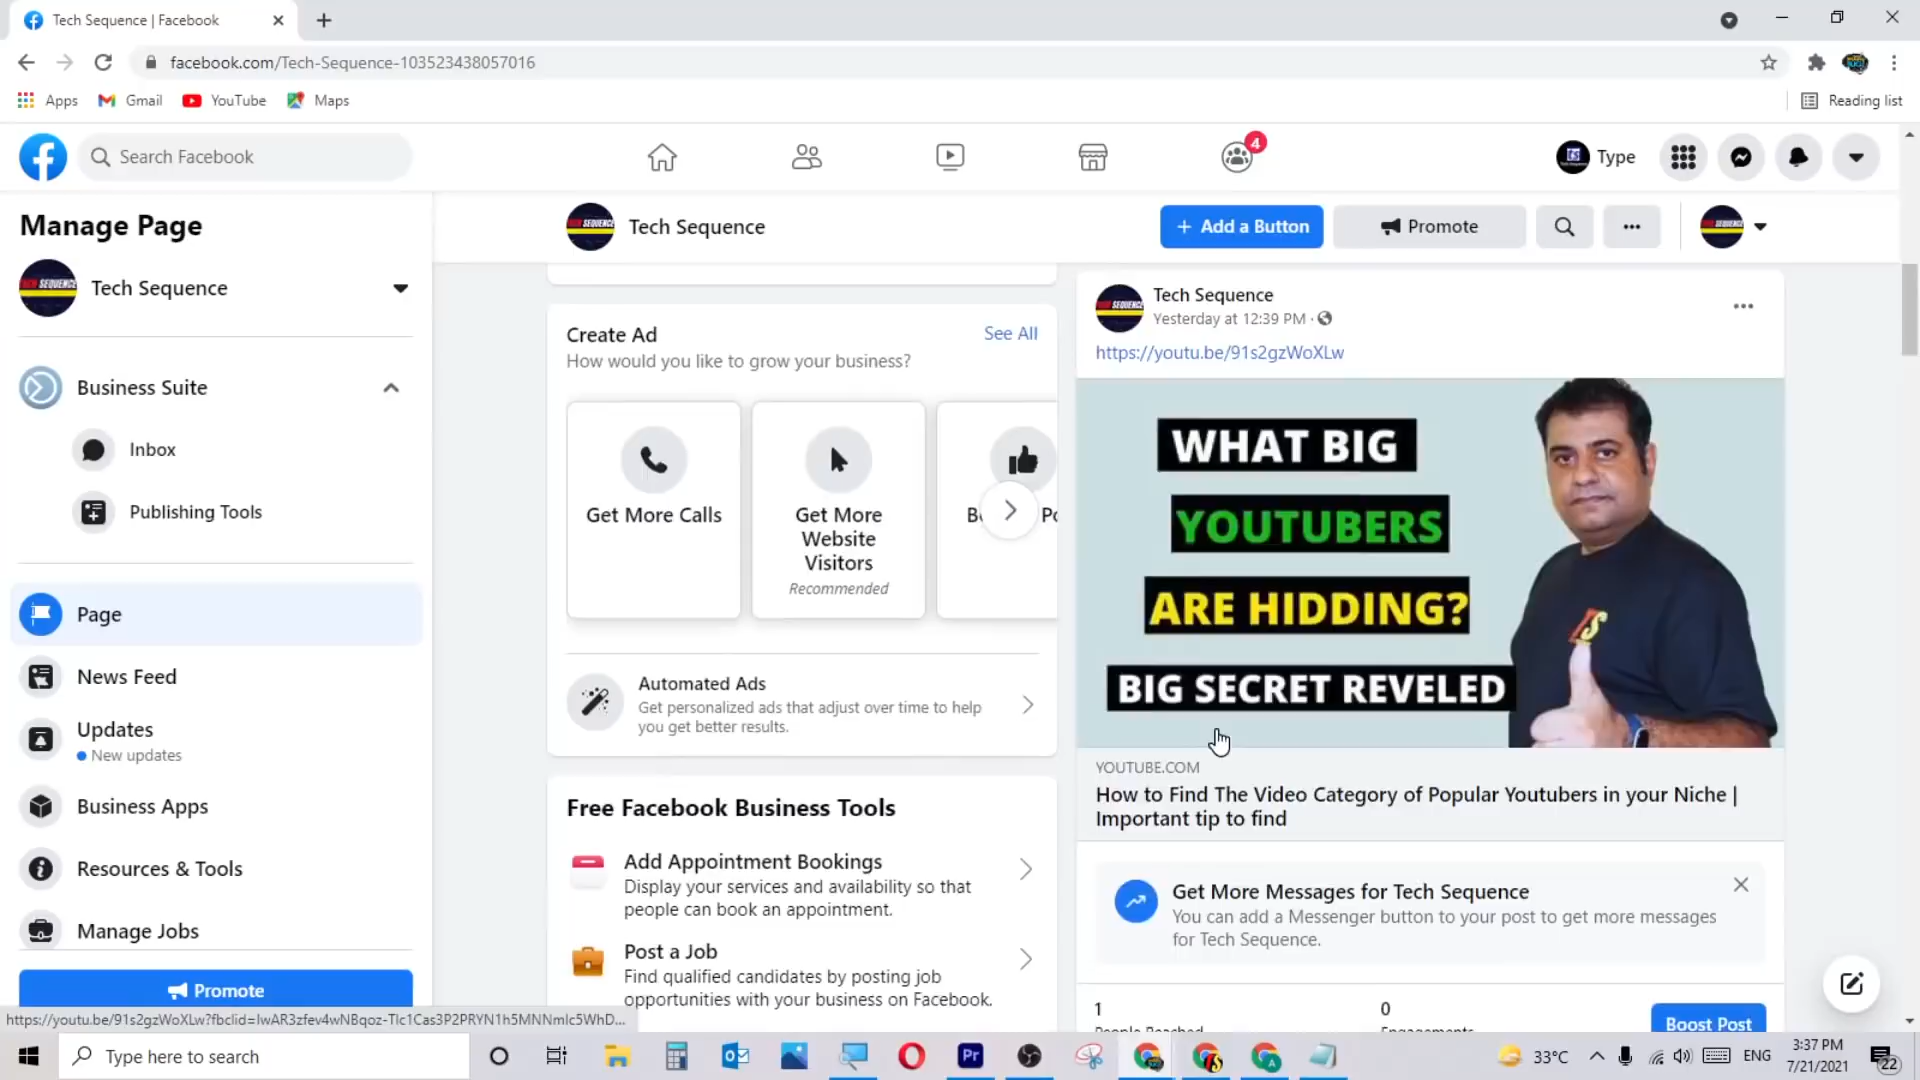 Tech Sequence | Facebook
facebook.com/Tech-Sequence-103523438057016
Apps
Gmail
YouTube
Maps
Reading list
Search Facebook
4
Type
Manage Page
Tech Sequence
Business Suite
Inbox
Publishing Tools
Page
News Feed
Updates
New updates
Business Apps
Resources & Tools
Manage Jobs
Promote
https://youtu.be/91s2gzWoXLw?fbclid=IwAR3zfev4wNBqoz-Tlc1Cas3P2PRYN1h5MNNmlc5WhD...
Tech Sequence
+ Add a Button
Promote
Create Ad
See All
How would you like to grow your business?
Get More Calls
Get More
Website
Visitors
Recommended
Automated Ads
Get personalized ads that adjust over time to help
you get better results.
Free Facebook Business Tools
Add Appointment Bookings
Display your services and availability so that
people can book an appointment.
Post a Job
Find qualified candidates by posting job
opportunities with your business on Facebook.
Tech Sequence
Yesterday at 12:39 PM ·
https://youtu.be/91s2gzWoXLw
WHAT BIG
YOUTUBERS
ARE HIDDING?
BIG SECRET REVELED
YOUTUBE.COM
How to Find The Video Category of Popular Youtubers in your Niche |
Important tip to find
Get More Messages for Tech Sequence
You can add a Messenger button to your post to get more messages
for Tech Sequence.
1
People Reached
0
Engagements
Boost Post
Type here to search
33°C
ENG
3:37 PM
7/21/2021
22